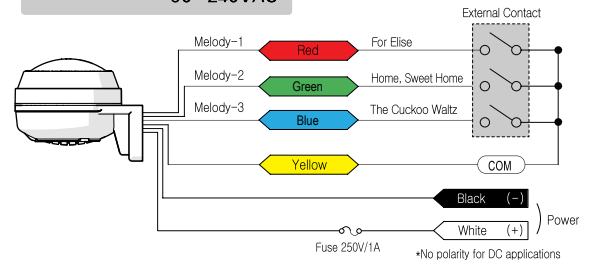 External Contact
Melody-1 Red For Elise
Melody-2 Green Home, Sweet Home
Melody-3 Blue The Cuckoo Waltz
Yellow COM
Black (-)
Power
White (+)
Fuse 250V/1A
*No polarity for DC applications